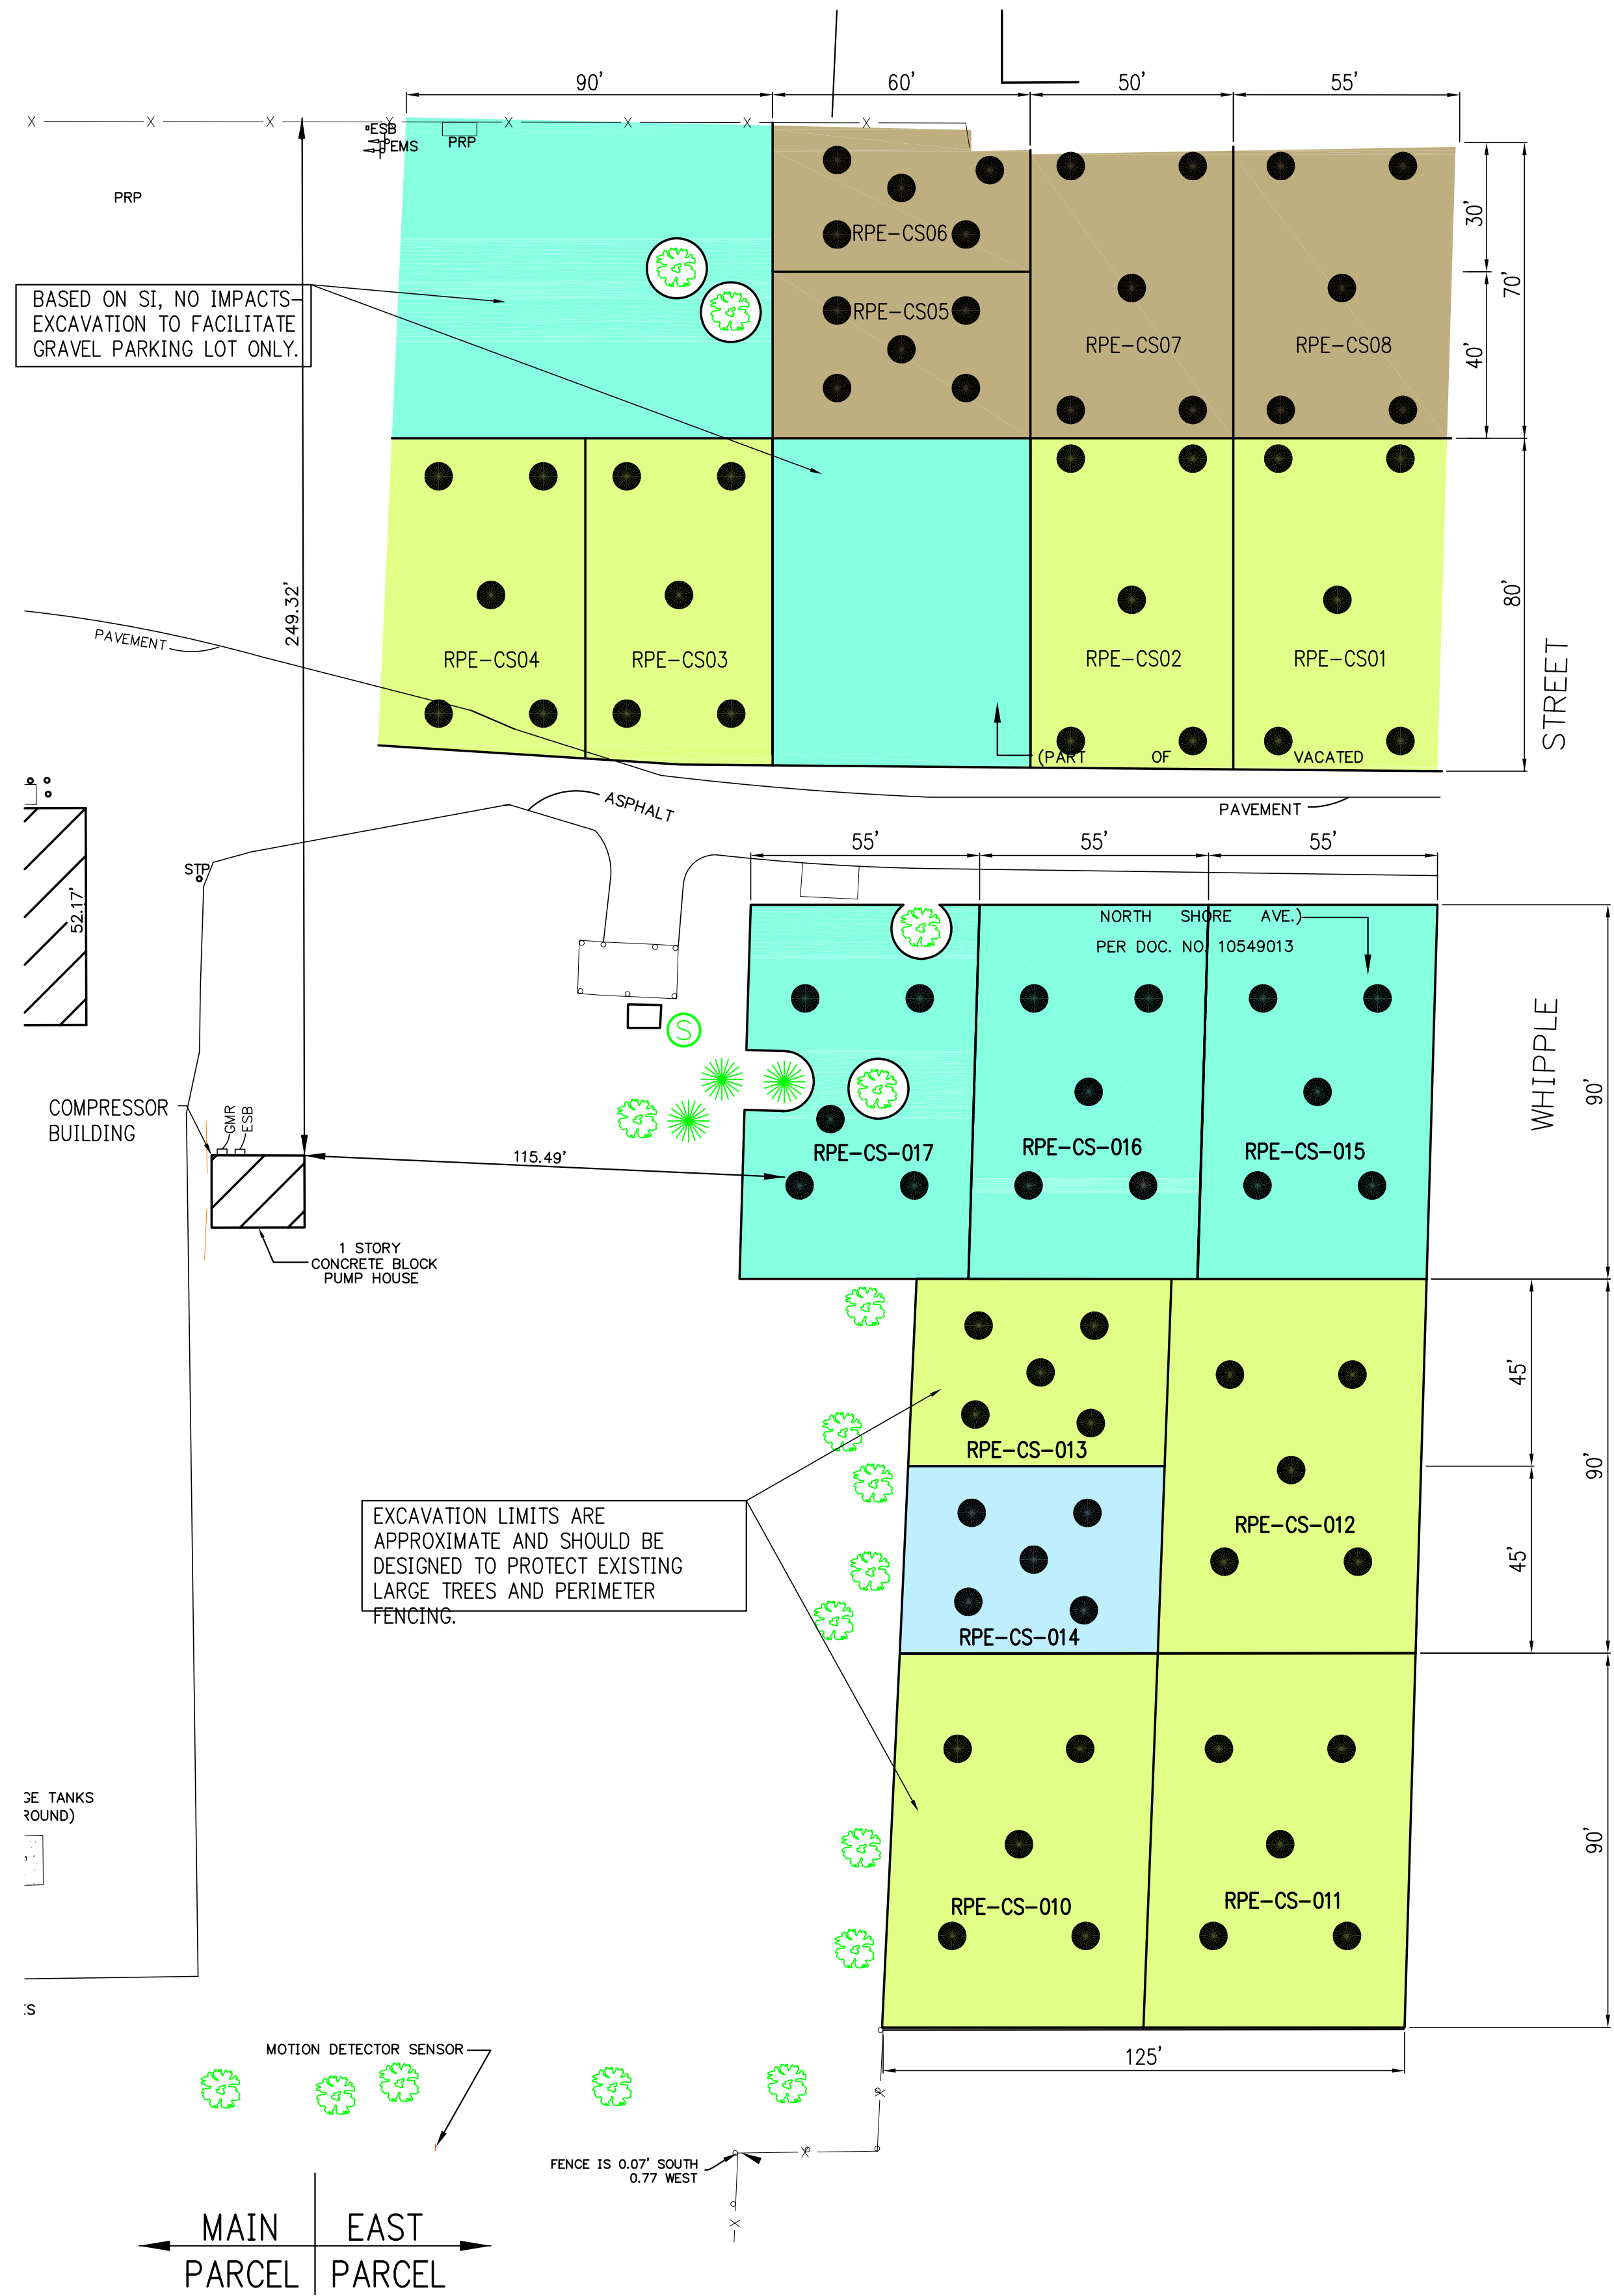 90' 60' 50' 55'
ESB
EMS
PRP
PRP
30'
70'
40'
RPE-CS06
RPE-CS05
RPE-CS07
RPE-CS08
BASED ON SI, NO IMPACTS-
EXCAVATION TO FACILITATE
GRAVEL PARKING LOT ONLY.
249.32'
80'
PAVEMENT
RPE-CS04
RPE-CS03
RPE-CS02
RPE-CS01
STREET
(PART OF VACATED
ASPHALT
PAVEMENT
55' 55' 55'
STP
52.17'
NORTH SHORE AVE.)
PER DOC. NO. 10549013
WHIPPLE
90'
COMPRESSOR
BUILDING
GMR
ESB
115.49'
RPE-CS-017
RPE-CS-016
RPE-CS-015
1 STORY
CONCRETE BLOCK
PUMP HOUSE
45'
90'
RPE-CS-013
EXCAVATION LIMITS ARE
APPROXIMATE AND SHOULD BE
DESIGNED TO PROTECT EXISTING
LARGE TREES AND PERIMETER
FENCING.
RPE-CS-012
45'
RPE-CS-014
GE TANKS
ROUND)
90'
RPE-CS-010
RPE-CS-011
S
MOTION DETECTOR SENSOR
125'
FENCE IS 0.07' SOUTH
0.77 WEST
MAIN EAST
PARCEL PARCEL